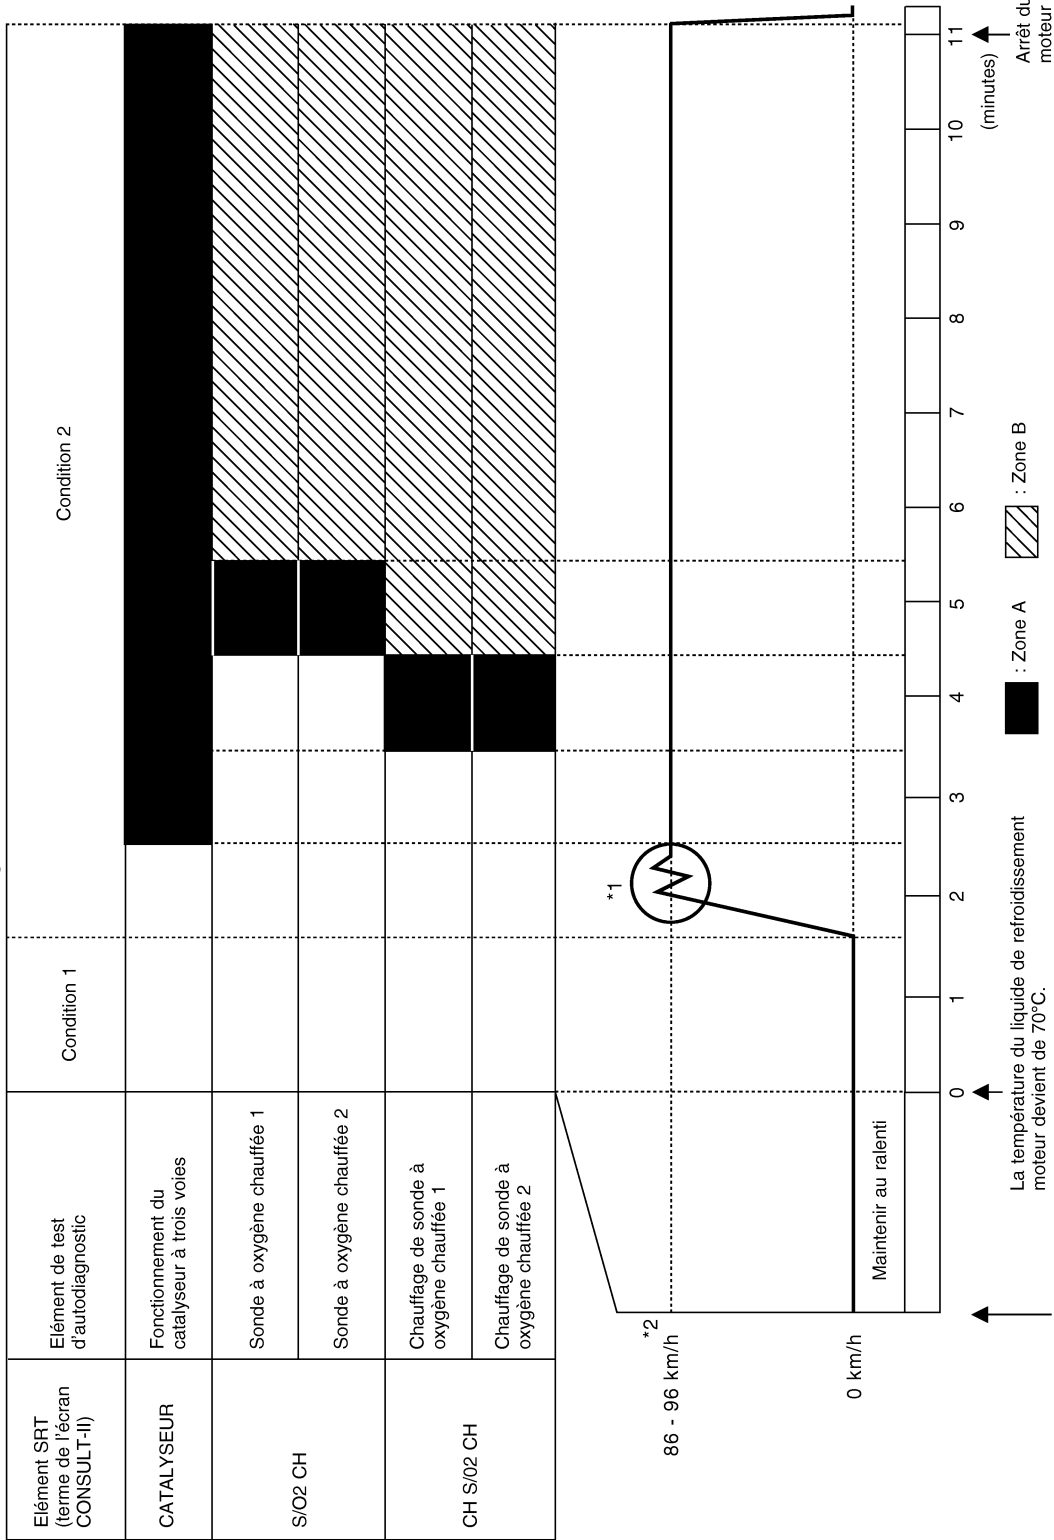 Elément SRT
(terme de l'écran
CONSULT-II)
Elément de test
d'autodiagnostic
Condition 1
Condition 2
CATALYSEUR
Fonctionnement du
catalyseur à trois voies
S/O2 CH
Sonde à oxygène chauffée 1
Sonde à oxygène chauffée 2
CH S/02 CH
Chauffage de sonde à
oxygène chauffée 1
Chauffage de sonde à
oxygène chauffée 2
*1
*2
86 - 96 km/h
0 km/h
Maintenir au ralenti
0 1 2 3 4 5 6 7 8 9 10 11
(minutes)
La température du liquide de refroidissement
moteur devient de 70°C.
: Zone A
: Zone B
Arrêt du
moteur